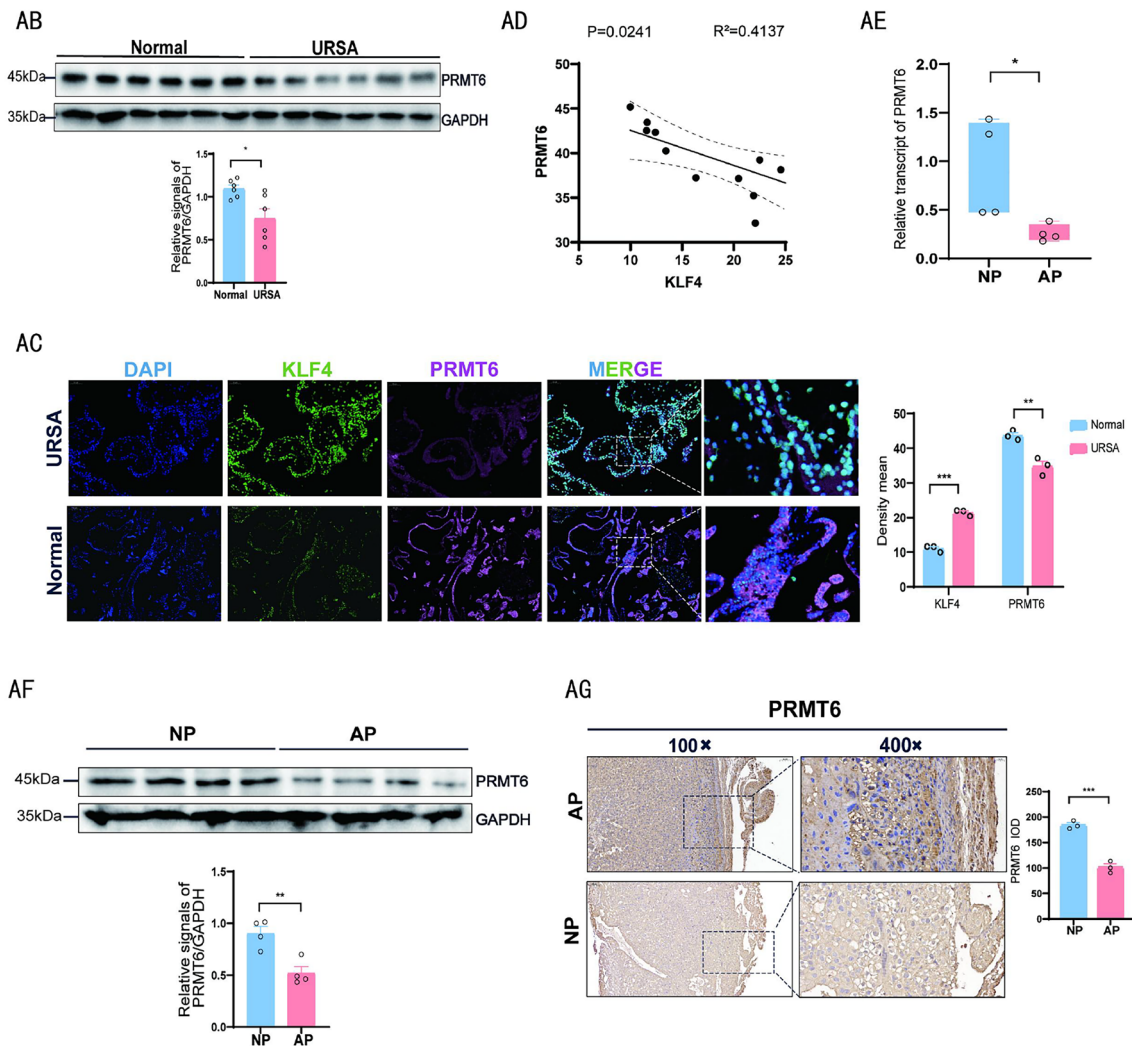 AB
Normal URSA
45kDa PRMT6
35kDa GAPDH
Relative signals of
PRMT6/GAPDH
1.5
*
1.0
0.5
0.0
Normal URSA
AD
P=0.0241 R²=0.4137
PRMT6
50
45
40
35
30
5 10 15 20 25
KLF4
AE
Relative transcript of PRMT6
2.0
*
1.5
1.0
0.5
0.0
NP AP
AC
DAPI KLF4 PRMT6 MERGE
URSA
Normal
Density mean
50
40
30
20
10
0
***
**
Normal
URSA
KLF4 PRMT6
AF
NP AP
45kDa PRMT6
35kDa GAPDH
Relative signals of
PRMT6/GAPDH
1.5
**
1.0
0.5
0.0
NP AP
AG
PRMT6
100× 400×
AP
NP
PRMT6 IOD
200
***
150
100
50
0
NP AP